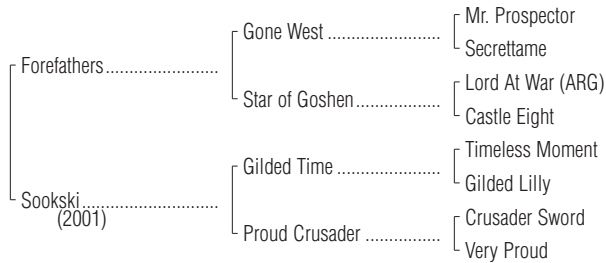 Mr. Prospector
Gone West
Secrettame
Forefathers
Lord At War (ARG)
Star of Goshen
Castle Eight
Timeless Moment
Gilded Time
Gilded Lilly
Sookski
(2001)
Crusader Sword
Proud Crusader
Very Proud